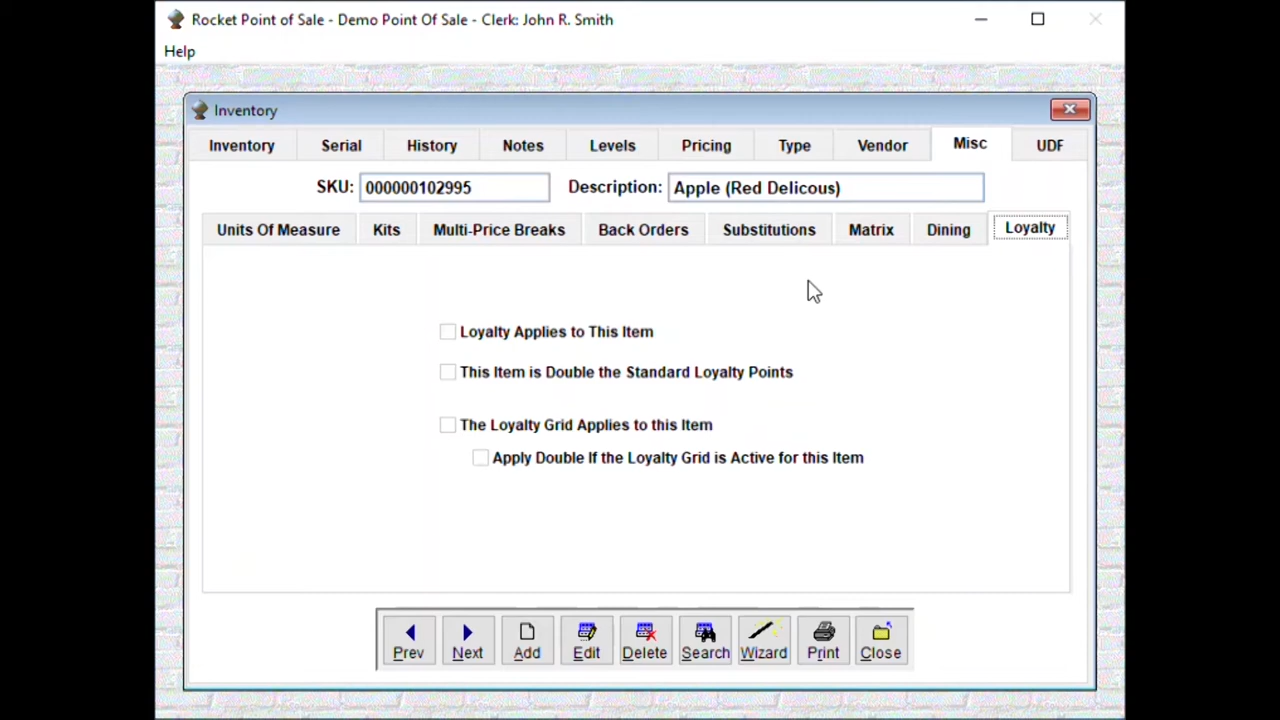 Rocket Point of Sale - Demo Point Of Sale - Clerk: John R. Smith
Help
Inventory
Inventory Serial History Notes Levels Pricing Type Vendor Misc UDF
SKU: 000000102995 Description: Apple (Red Delicous)
Units Of Measure Kits Multi-Price Breaks Back Orders Substitutions Matrix Dining Loyalty
Loyalty Applies to This Item
This Item is Double the Standard Loyalty Points
The Loyalty Grid Applies to this Item
Apply Double If the Loyalty Grid is Active for this Item
Prev Next Add Edit Delete Search Wizard Print Close